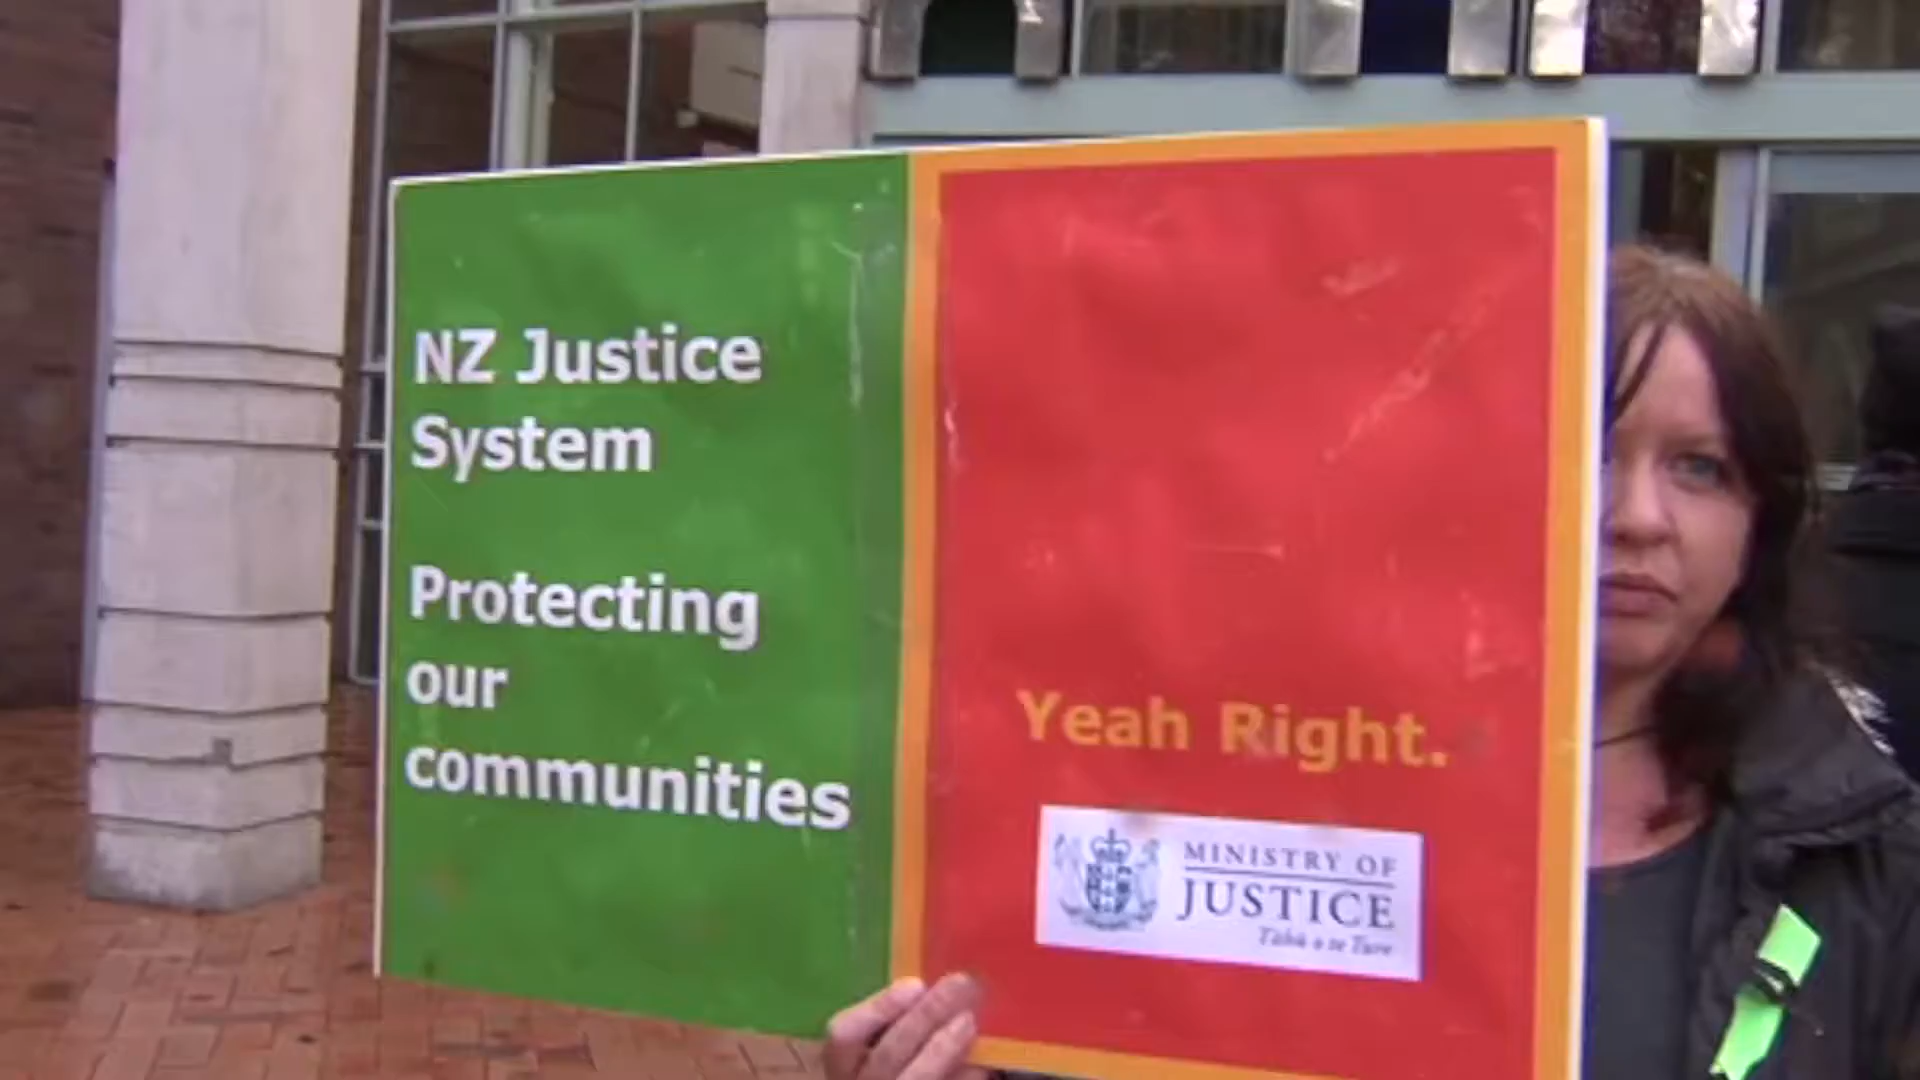 NZ Justice
System
Protecting
our
communities
Yeah Right.
MINISTRY OF
JUSTICE
Tāhū o te Ture